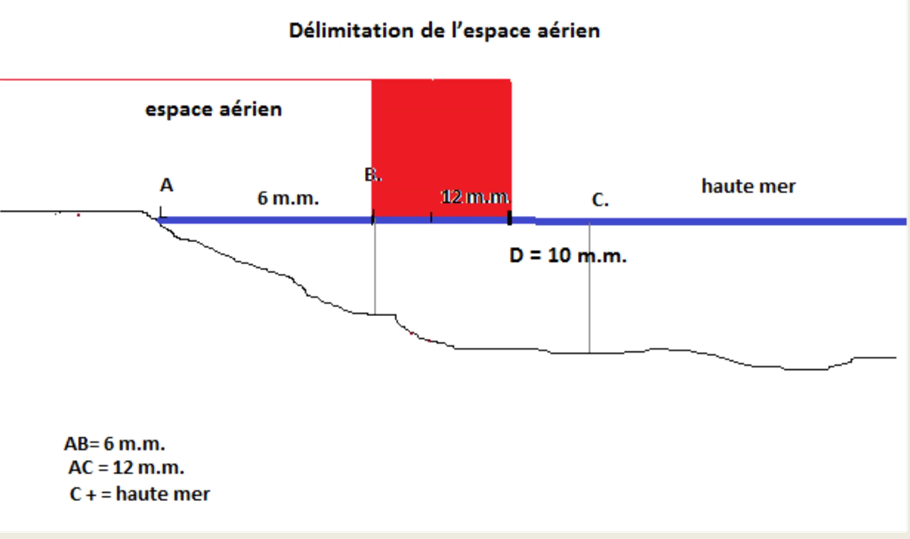 Délimitation de l’espace aérien
espace aérien
A
6 m.m.
B.
12 m.m
C.
haute mer
D = 10 m.m.
AB= 6 m.m.
AC = 12 m.m.
C + = haute mer